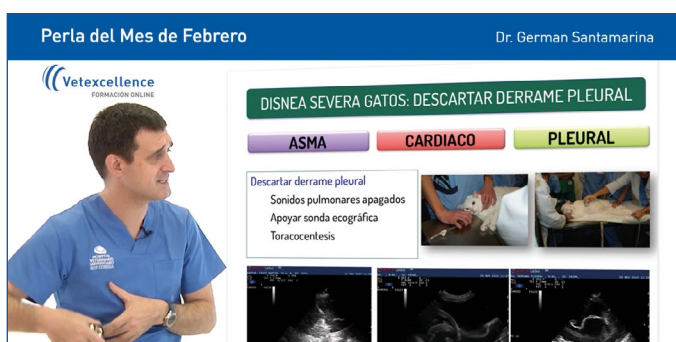 Perla del Mes de Febrero
Dr. German Santamarina
Vetexcellence
FORMACIÓN ONLINE
DISNEA SEVERA GATOS: DESCARTAR DERRAME PLEURAL
ASMA
CARDIACO
PLEURAL
Descartar derrame pleural
Sonidos pulmonares apagados
Apoyar sonda ecográfica
Toracocentesis